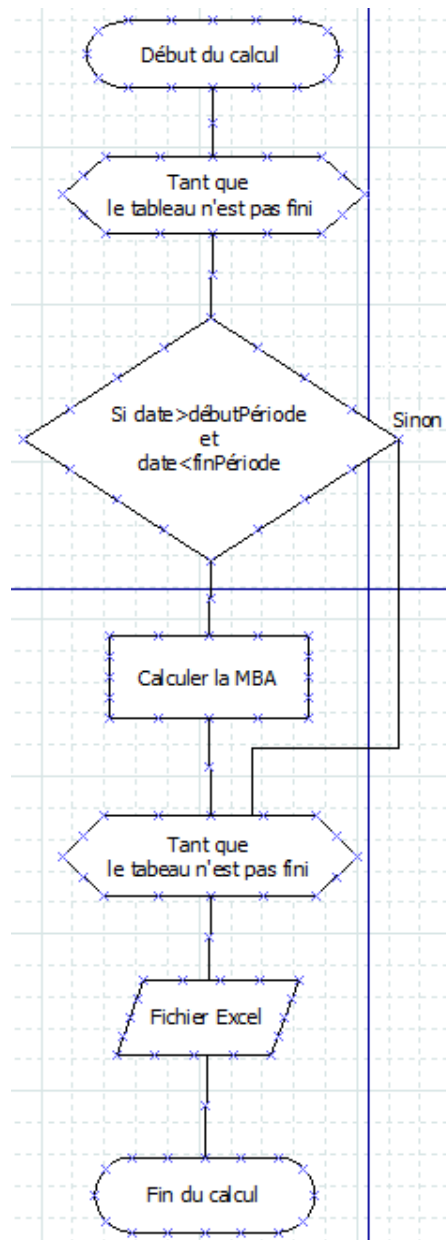 Début du calcul
Tant que
le tableau n'est pas fini
Si date>débutPériode
et
date<finPériode
Sinon
Calculer la MBA
Tant que
le tabeau n'est pas fini
Fichier Excel
Fin du calcul